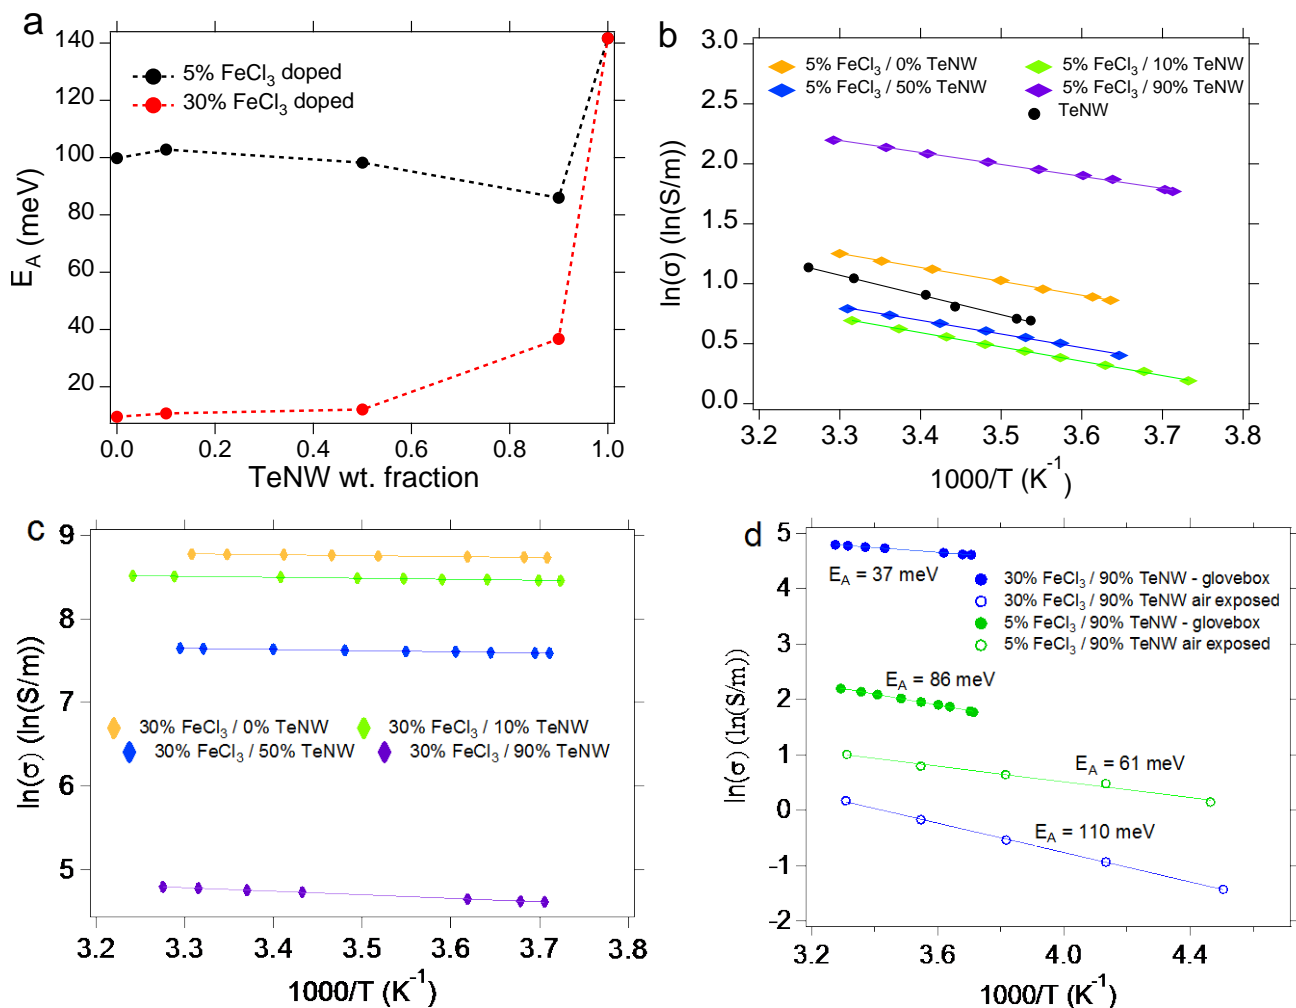 a
140
120
100
80
60
40
20
E_A (meV)
5% FeCl₃ doped
30% FeCl₃ doped
0.0 0.2 0.4 0.6 0.8 1.0
TeNW wt. fraction
b
3.0
2.5
2.0
1.5
1.0
0.5
0.0
ln(σ) (ln(S/m))
5% FeCl₃ / 0% TeNW 5% FeCl₃ / 10% TeNW
5% FeCl₃ / 50% TeNW 5% FeCl₃ / 90% TeNW
TeNW
3.2 3.3 3.4 3.5 3.6 3.7 3.8
1000/T (K⁻¹)
c
9
8
7
6
5
ln(σ) (ln(S/m))
30% FeCl₃ / 0% TeNW 30% FeCl₃ / 10% TeNW
30% FeCl₃ / 50% TeNW 30% FeCl₃ / 90% TeNW
3.2 3.3 3.4 3.5 3.6 3.7 3.8
1000/T (K⁻¹)
d
5
4
3
2
1
0
−1
−2
ln(σ) (ln(S/m))
E_A = 37 meV
30% FeCl₃ / 90% TeNW - glovebox
30% FeCl₃ / 90% TeNW air exposed
5% FeCl₃ / 90% TeNW - glovebox
5% FeCl₃ / 90% TeNW air exposed
E_A = 86 meV
E_A = 61 meV
E_A = 110 meV
3.2 3.6 4.0 4.4
1000/T (K⁻¹)